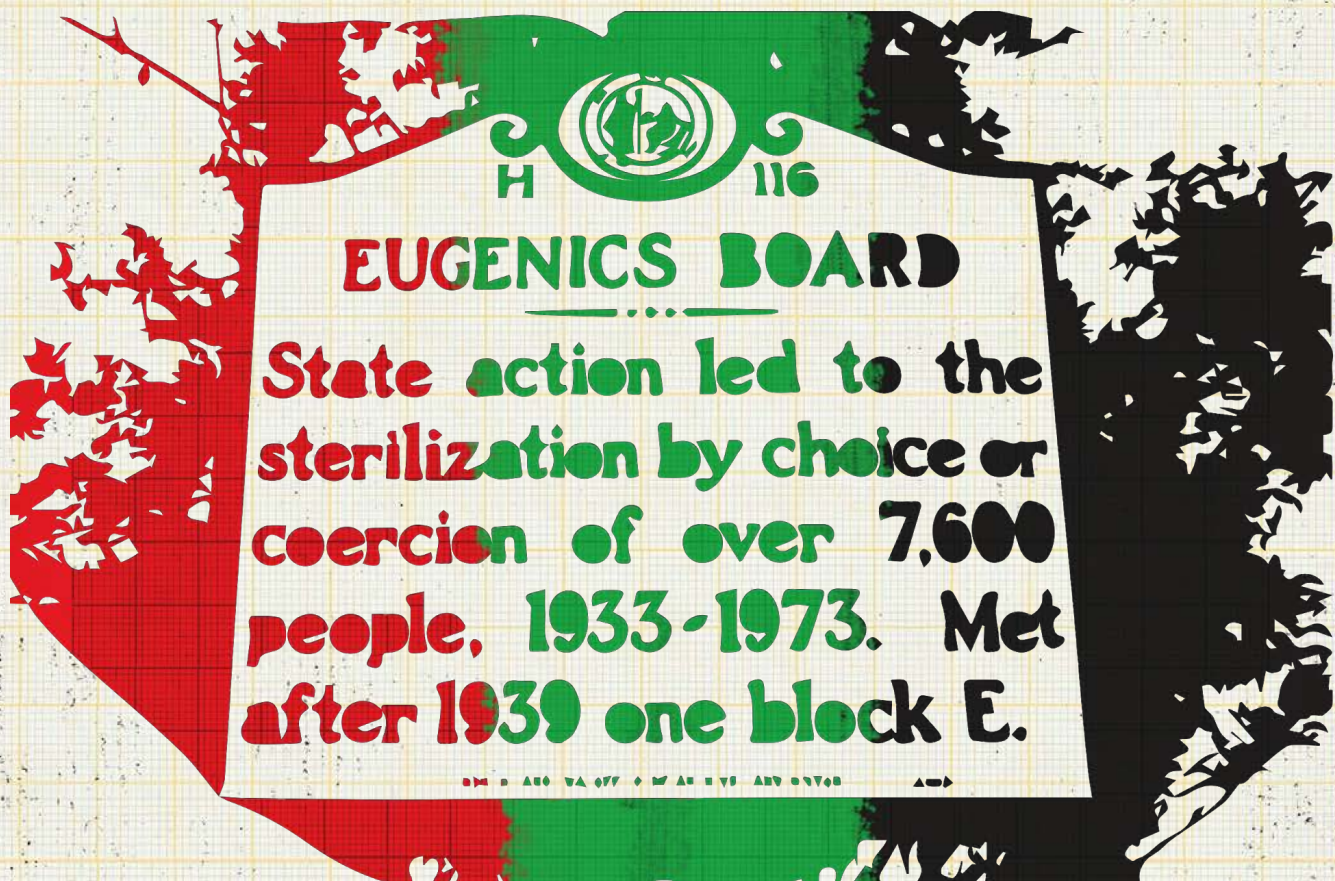 H 116
EUGENICS BOARD
State action led to the
sterilization by choice or
coercion of over 7,600
people, 1933-1973. Met
after 1939 one block E.